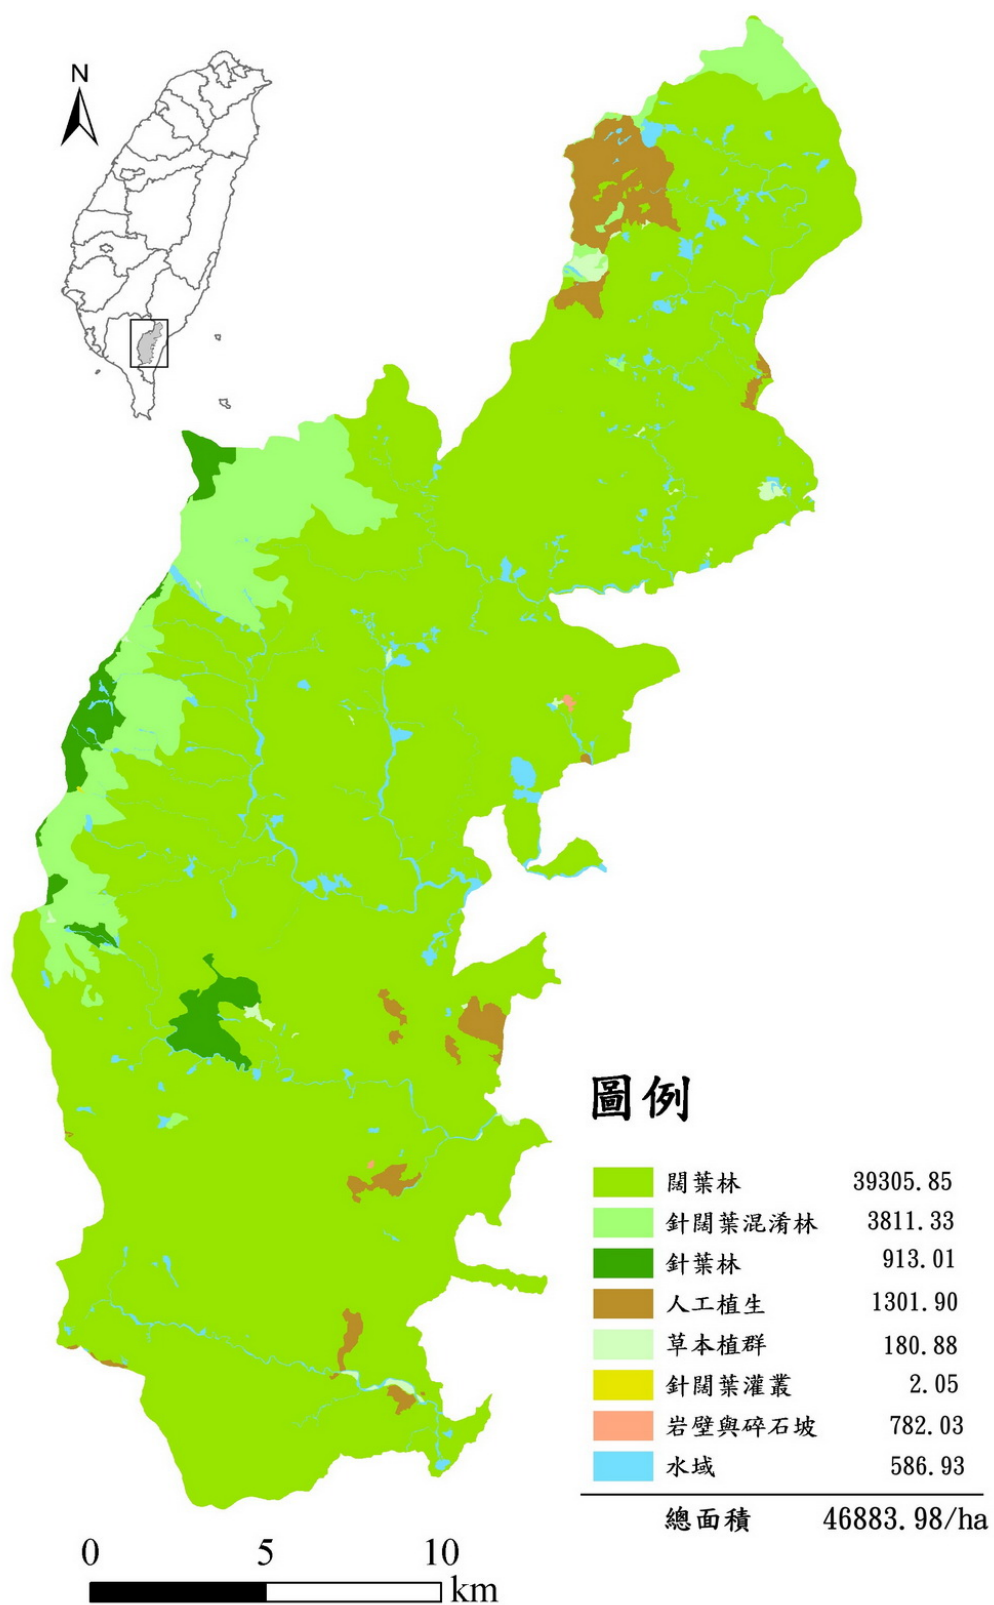 N
圖例
闊葉林 39305.85
針闊葉混淆林 3811.33
針葉林 913.01
人工植生 1301.90
草本植群 180.88
針闊葉灌叢 2.05
岩壁與碎石坡 782.03
水域 586.93
總面積 46883.98/ha
0 5 10
km